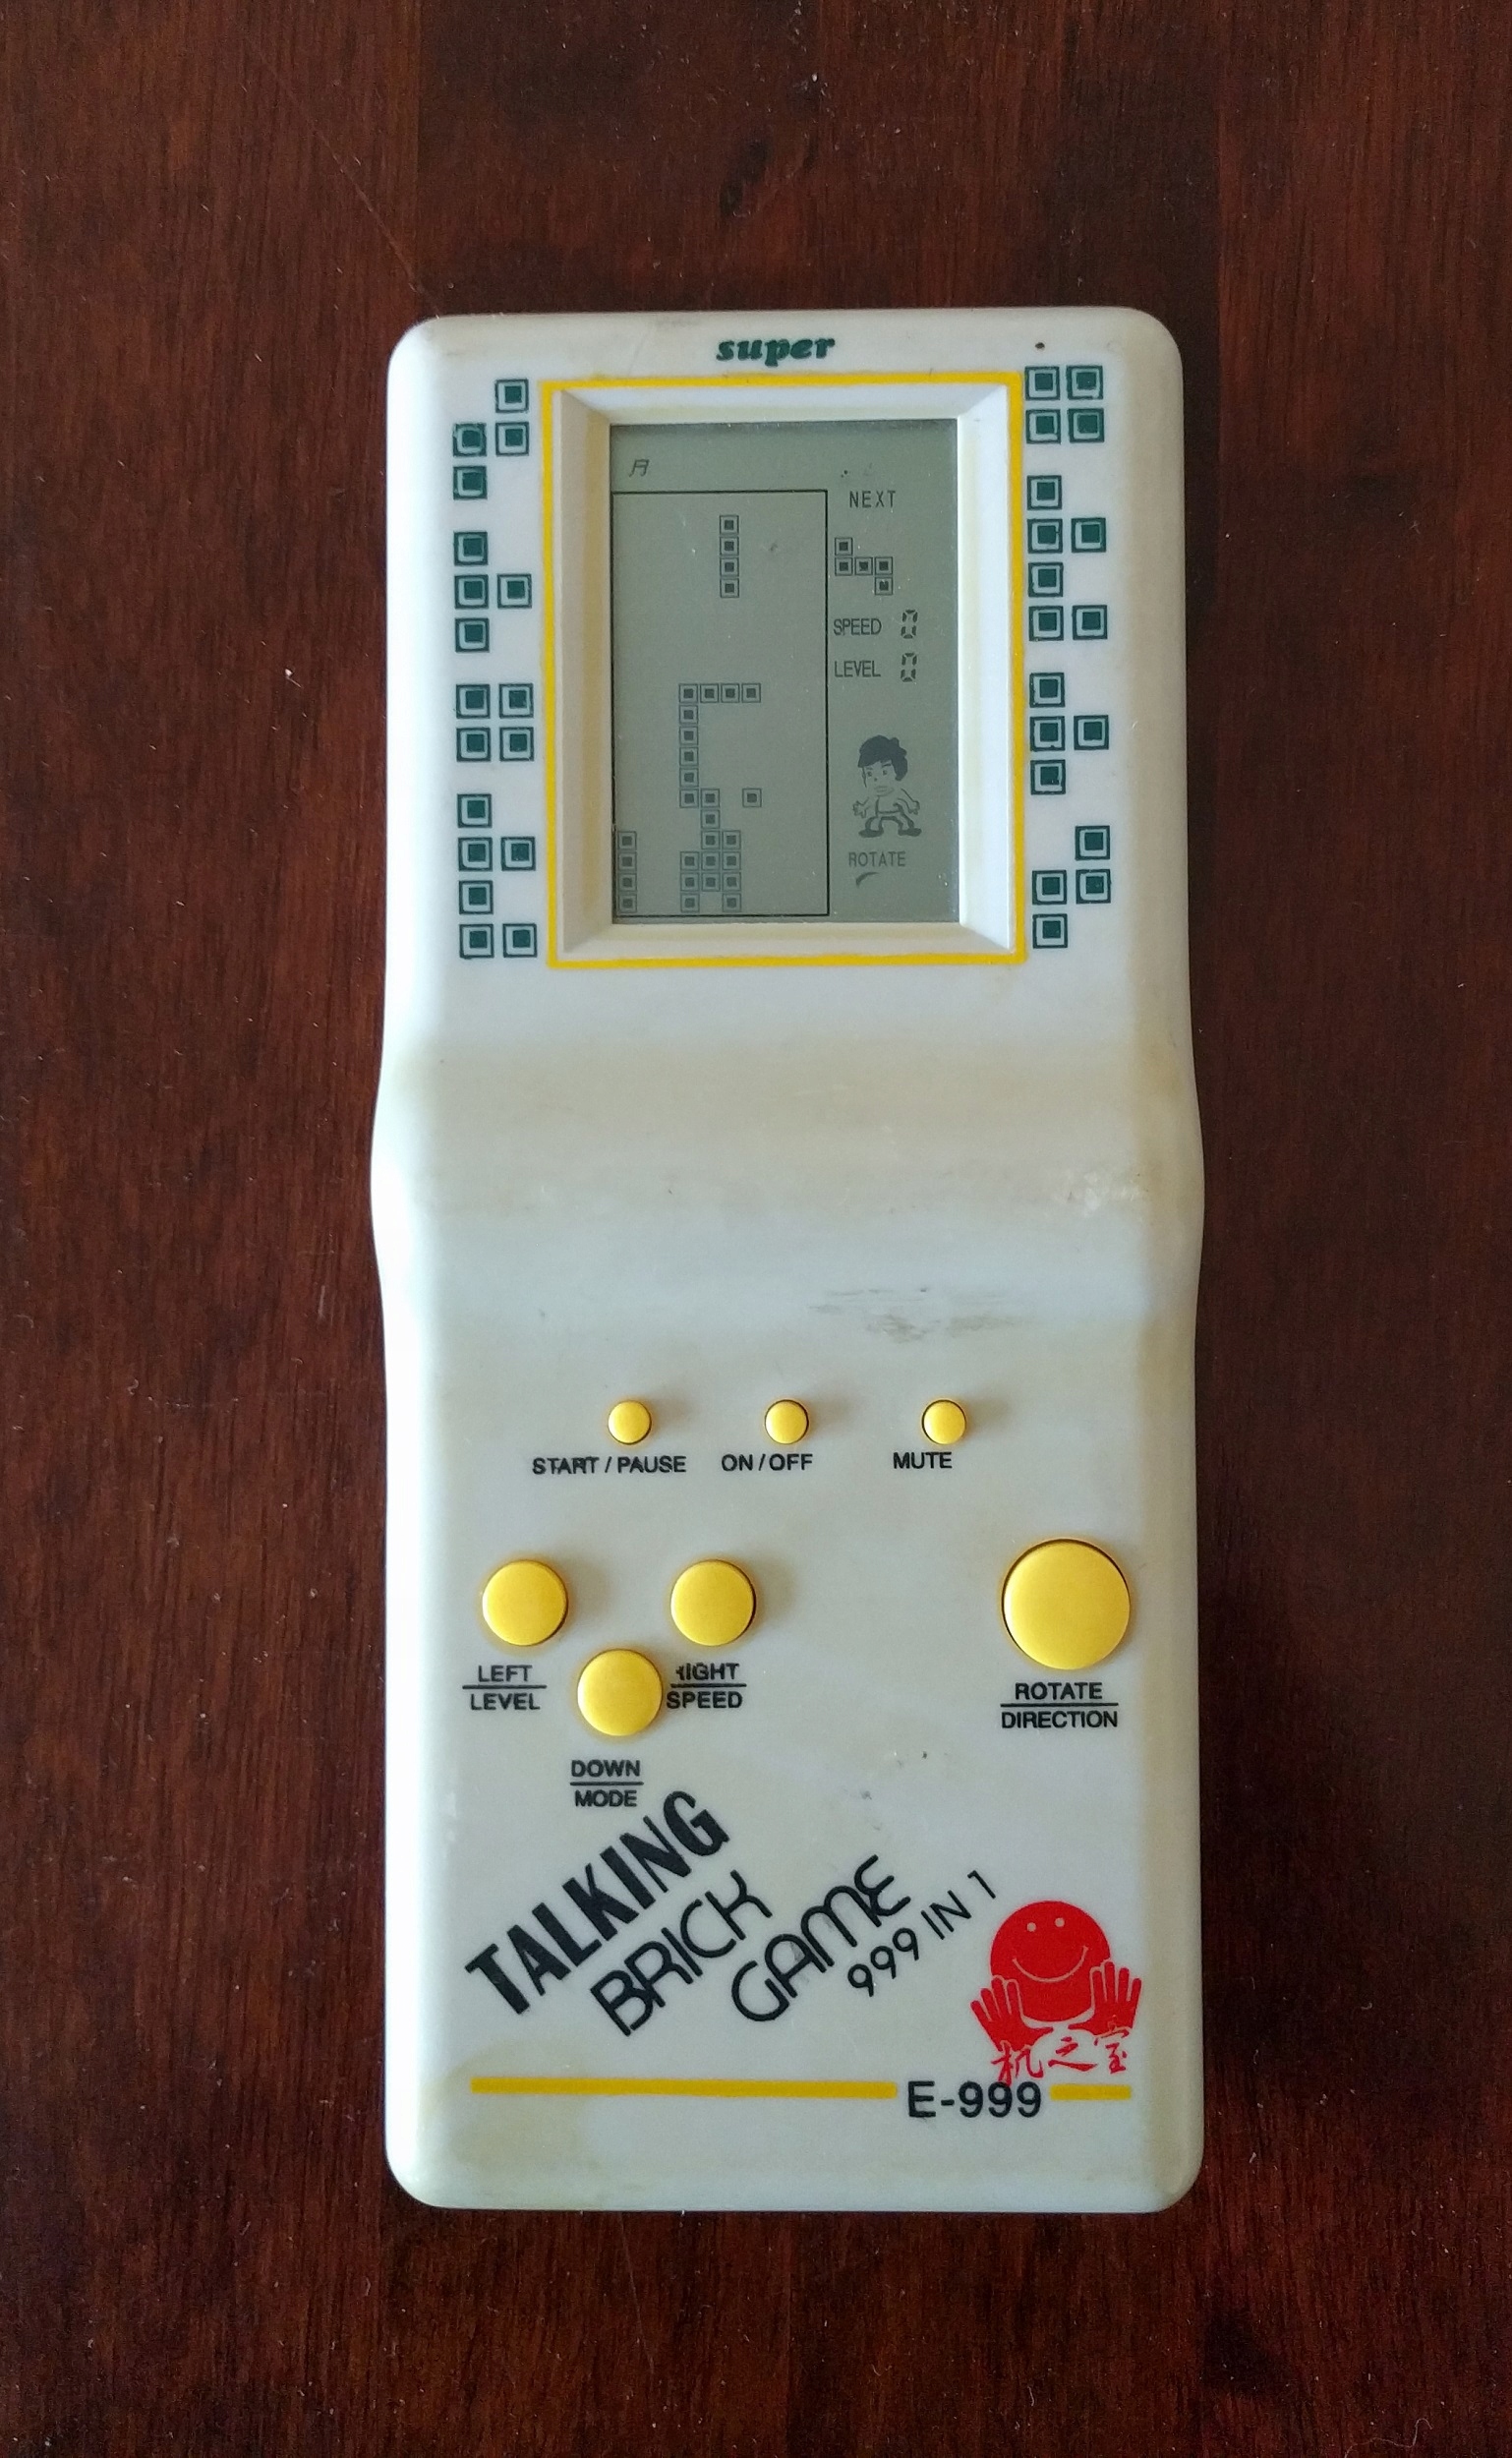 super
NEXT
SPEED 0
LEVEL 0
ROTATE
START / PAUSE
ON / OFF
MUTE
LEFT
LEVEL
RIGHT
SPEED
DOWN
MODE
ROTATE
DIRECTION
TALKING
BRICK
GAME
999 IN 1
机之宝
E-999